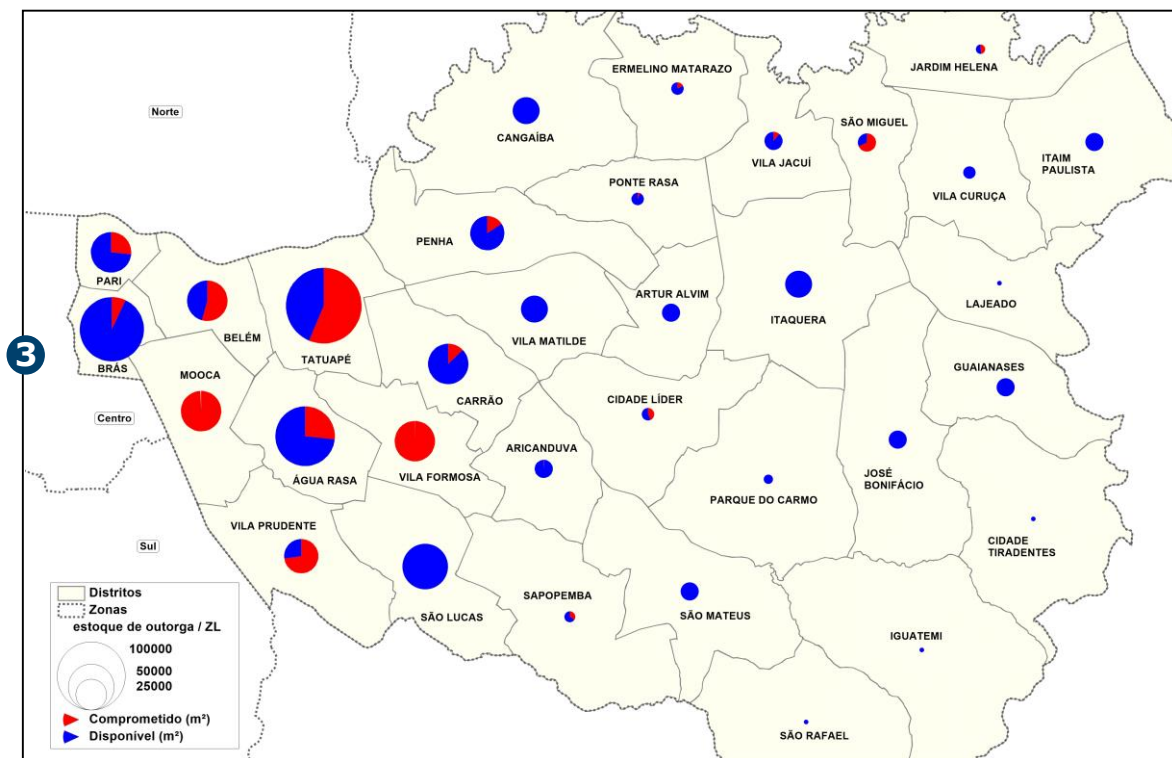 ERMELINO MATARAZO
JARDIM HELENA
Norte
CANGAÍBA
SÃO MIGUEL
VILA JACUÍ
ITAIM
PAULISTA
PONTE RASA
VILA CURUÇA
PENHA
PARI
BELÉM
TATUAPÉ
ARTUR ALVIM
ITAQUERA
LAJEADO
VILA MATILDE
3
BRÁS
MOOCA
CARRÃO
CIDADE LÍDER
GUAIANASES
Centro
ÁGUA RASA
VILA FORMOSA
ARICANDUVA
PARQUE DO CARMO
JOSÉ
BONIFÁCIO
VILA PRUDENTE
CIDADE
TIRADENTES
Sul
SÃO LUCAS
SAPOPEMBA
SÃO MATEUS
IGUATEMI
SÃO RAFAEL
Distritos
Zonas
estoque de outorga / ZL
100000
50000
25000
Comprometido (m²)
Disponível (m²)